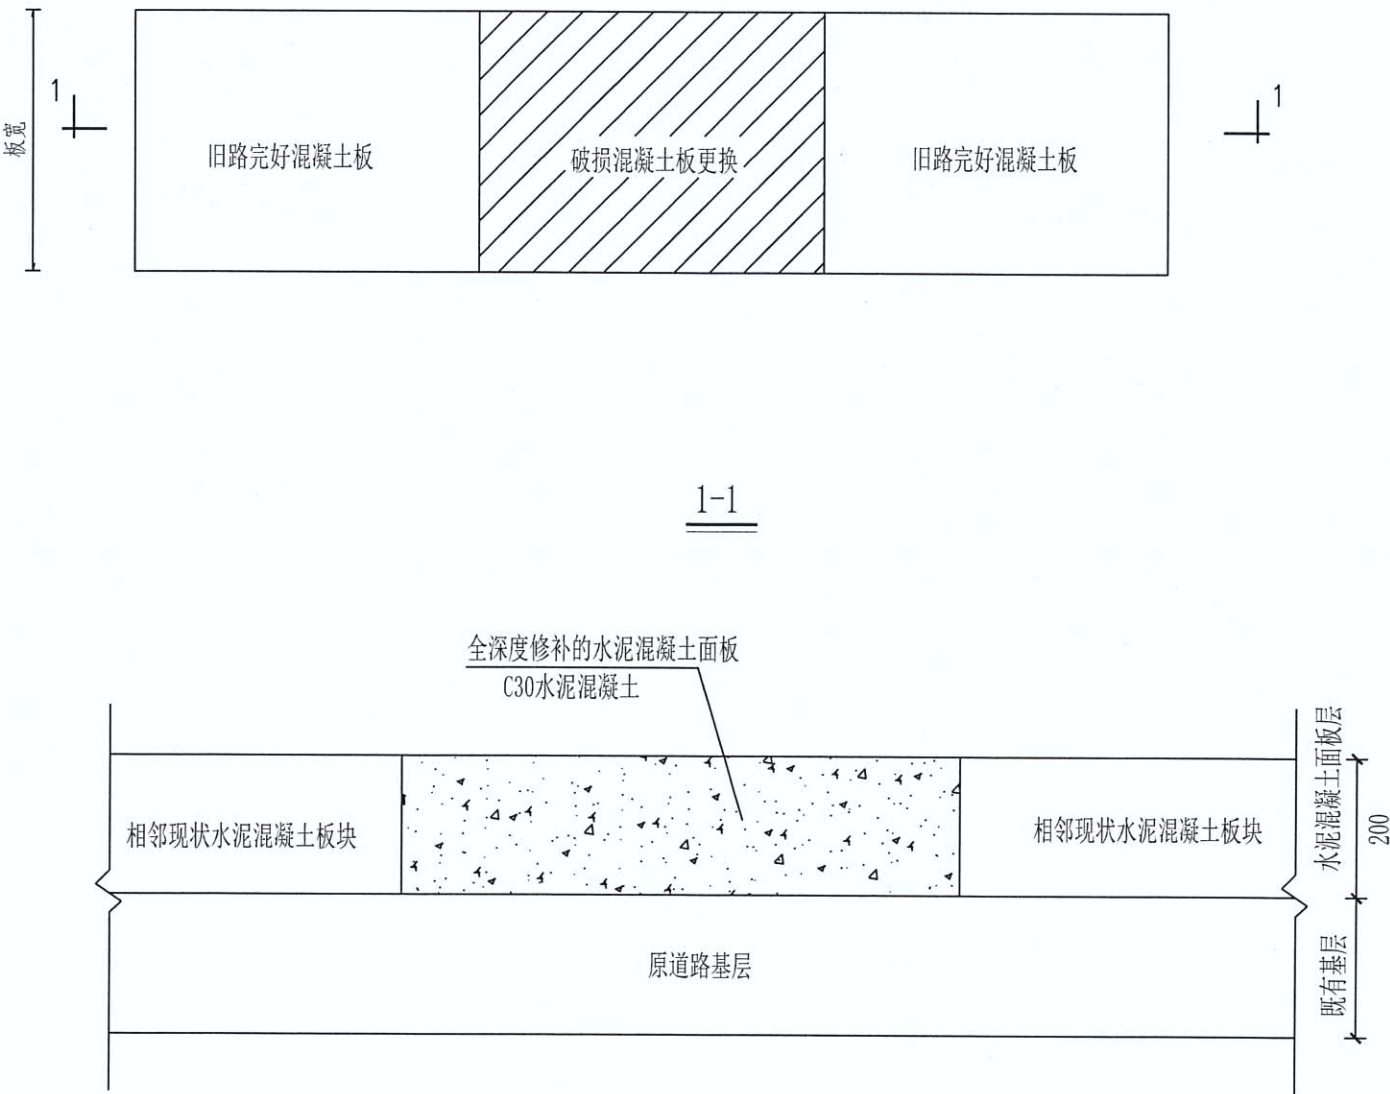 1
1
板宽
旧路完好混凝土板
破损混凝土板更换
旧路完好混凝土板
1-1
全深度修补的水泥混凝土面板
C30水泥混凝土
相邻现状水泥混凝土板块
相邻现状水泥混凝土板块
水泥混凝土面板层
200
原道路基层
既有基层